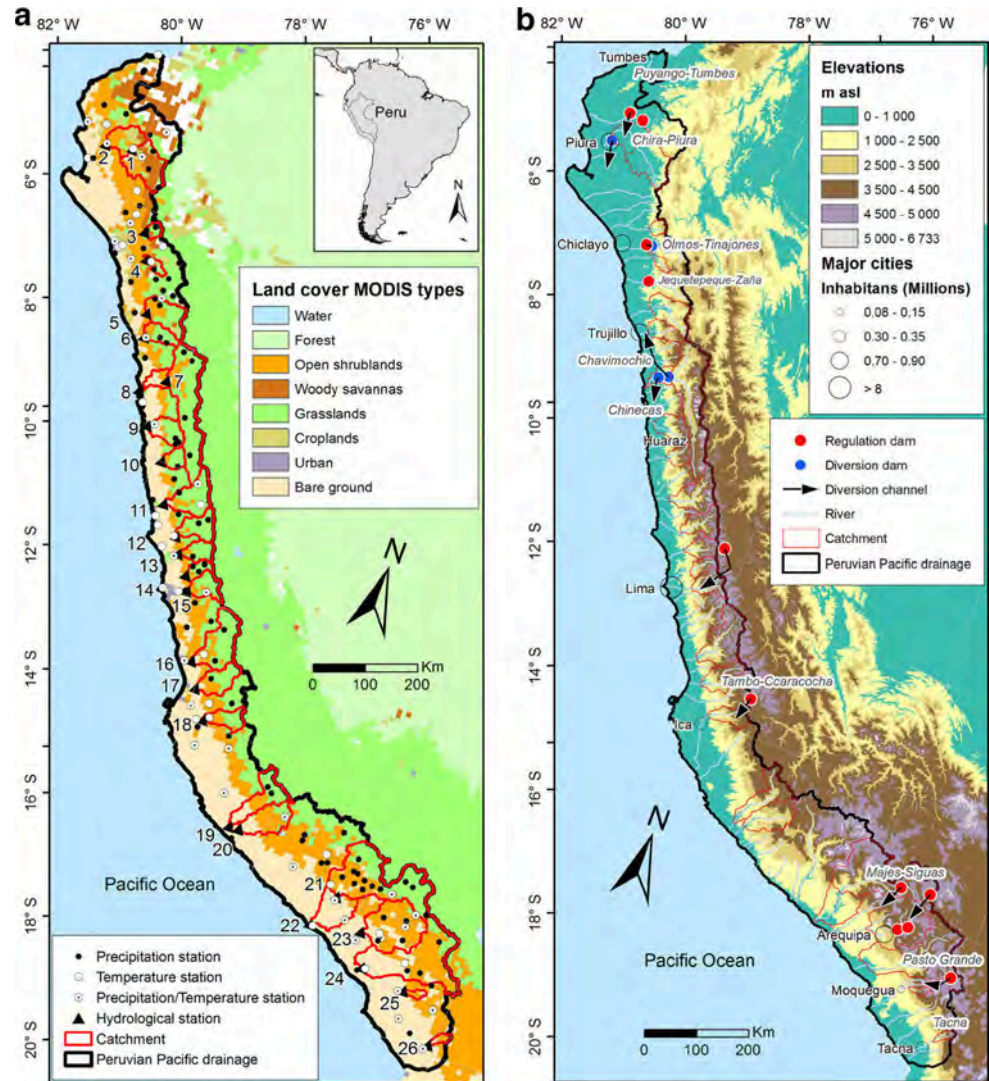 a
82
80 W
78 W
76° W
6° S
8° S
10° S
12° S
14° S
16° S
18° S
20° S
Peru
N
Land cover MODIS types
Water
Forest
Open shrublands
Woody savannas
Grasslands
Croplands
Urban
Bare ground
N
Km
0 100 200
1
2
3
4
5
6
7
8
9
10
11
12
13
14
15
16
17
18
19
20
21
22
23
24
25
26
Pacific Ocean
Precipitation station
Temperature station
Precipitation/Temperature station
Hydrological station
Catchment
Peruvian Pacific drainage
b
82
80° W
78° W
76° W
6° S
8° S
10° S
12° S
14° S
16° S
18° S
20° S
Tumbes
Puyango-Tumbes
Chira-Piura
Piura
Chiclayo
Olmos-Tinajones
Jequetepeque-Zaña
Trujillo
Chavimochic
Chinecas
Huaraz
Lima
Tambo-Ccaracocha
Ica
Majes-Siguas
Arequipa
Pasto Grande
Moquegua
Tacna
Tacna
Elevations
m asl
0 - 1 000
1 000 - 2 500
2 500 - 3 500
3 500 - 4 500
4 500 - 5 000
5 000 - 6 733
Major cities
Inhabitans (Millions)
0.08 - 0.15
0.30 - 0.35
0.70 - 0.90
> 8
Regulation dam
Diversion dam
Diversion channel
River
Catchment
Peruvian Pacific drainage
N
Pacific Ocean
Km
0 100 200